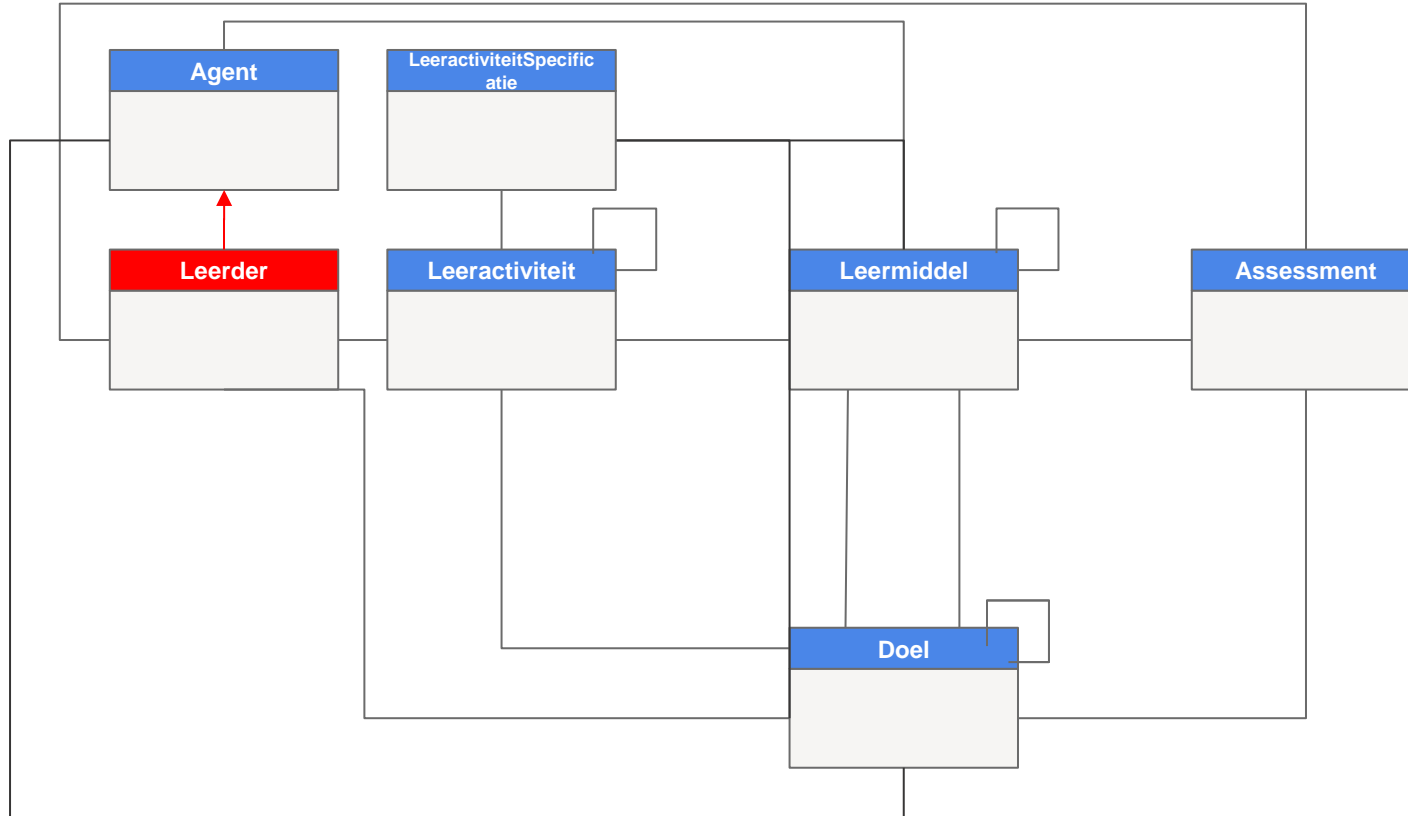 Agent
LeeractiviteitSpecific
atie
Leerder
Leeractiviteit
Leermiddel
Assessment
Doel